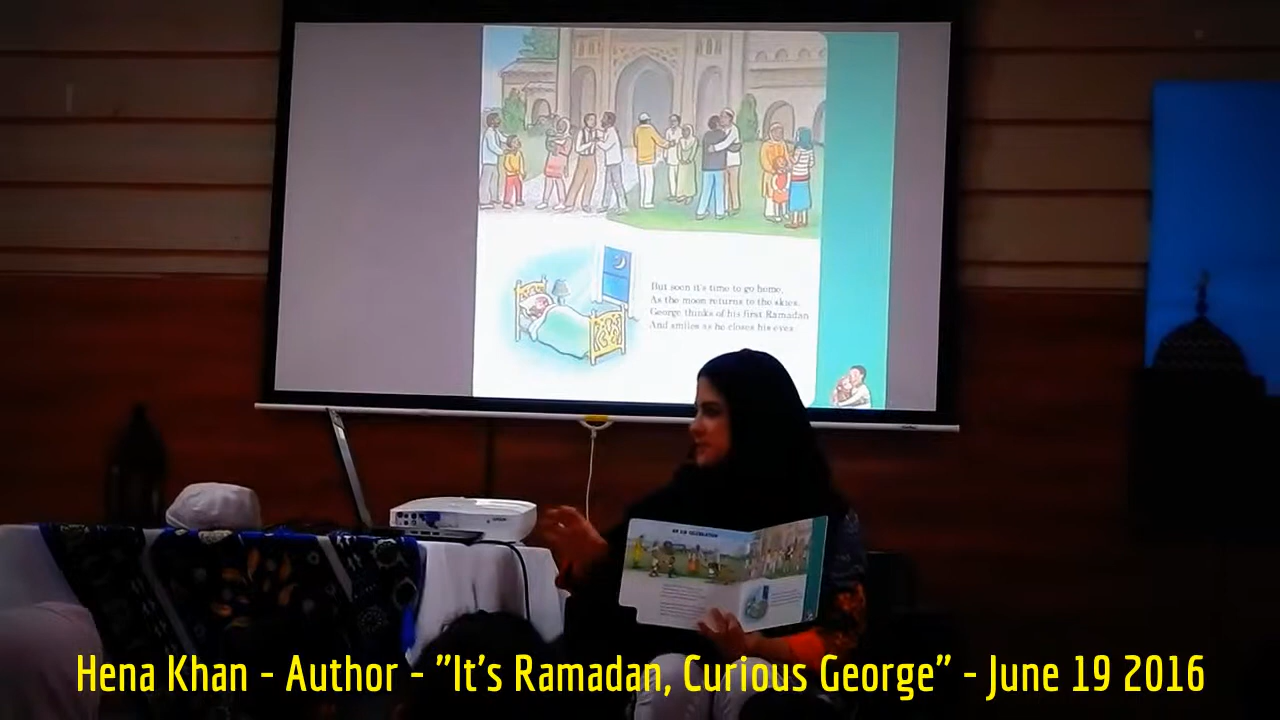 But soon it's time to go home,
As the moon returns to the skies.
George thinks of his first Ramadan
And smiles as he closes his eyes.
Hena Khan - Author - "It's Ramadan, Curious George" - June 19 2016